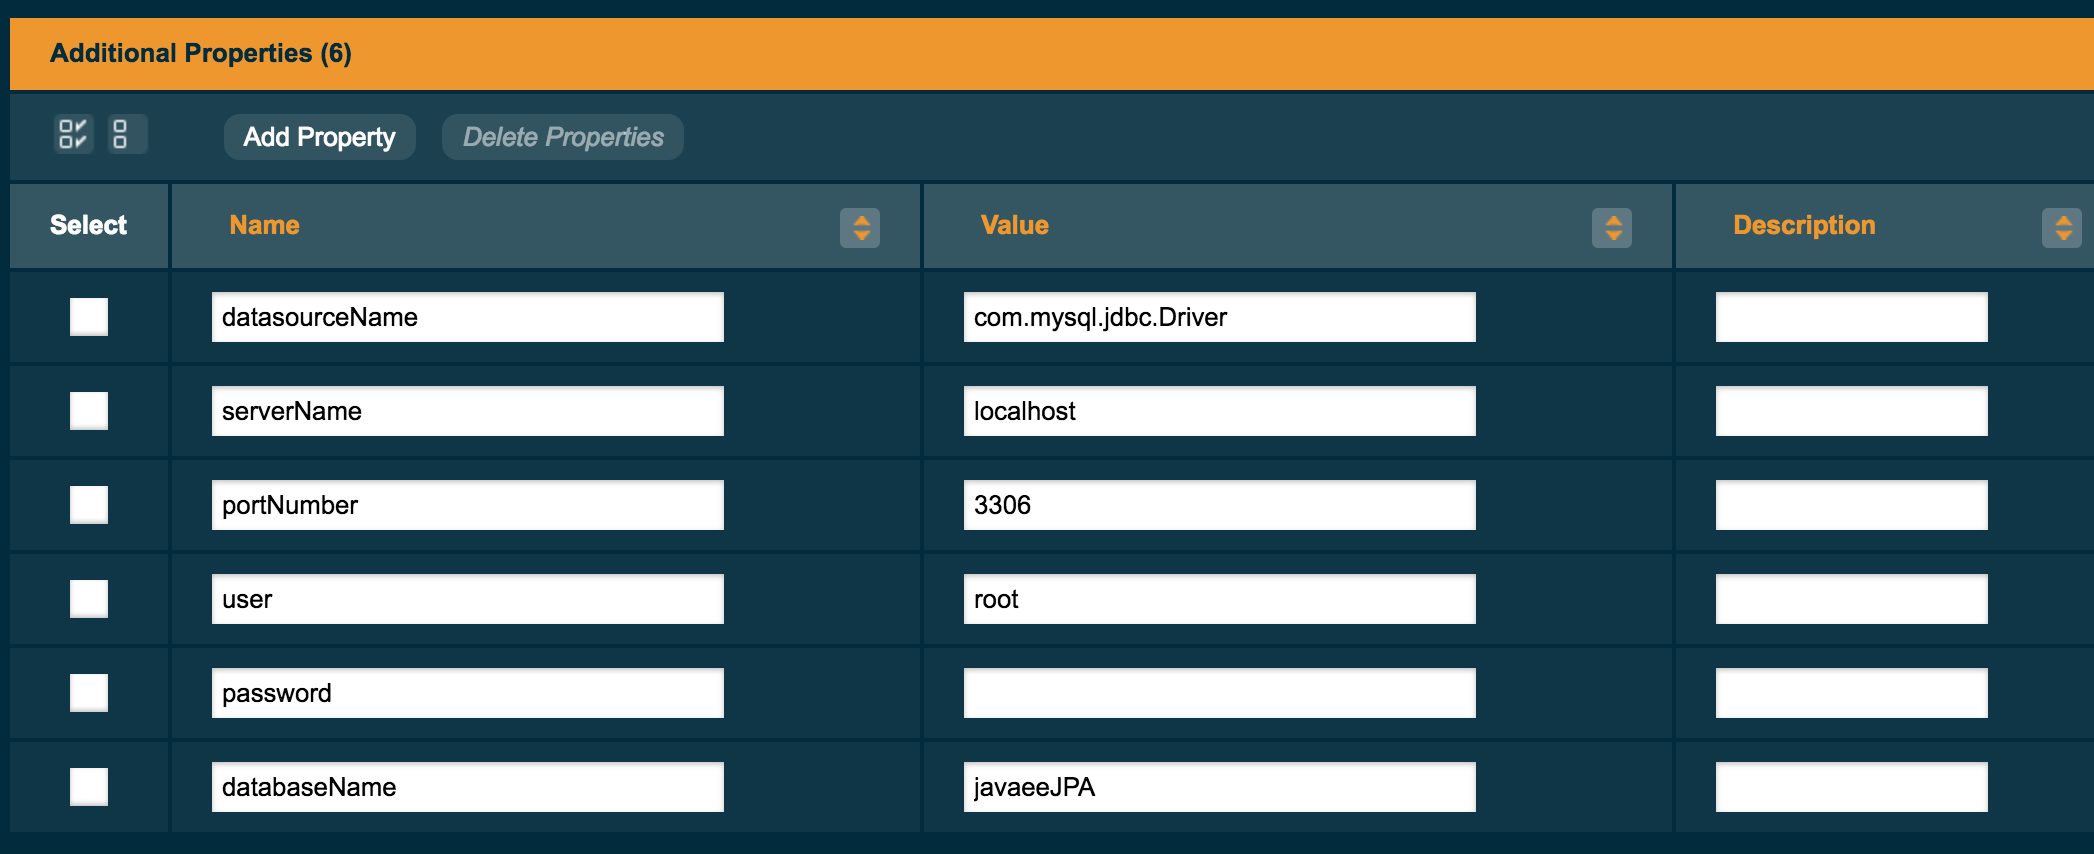 Additional Properties (6)
Add Property Delete Properties
Select Name Value Description
datasourceName com.mysql.jdbc.Driver
serverName localhost
portNumber 3306
user root
password
databaseName javaeeJPA